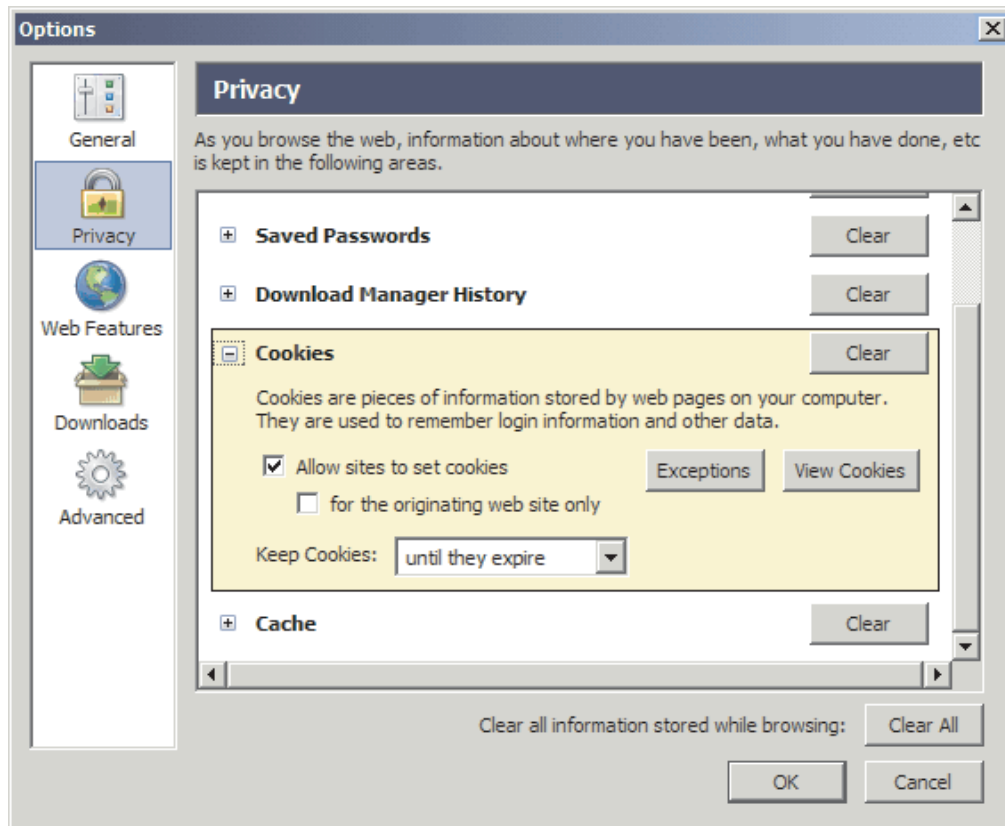 Options
General
Privacy
Web Features
Downloads
Advanced
Privacy
As you browse the web, information about where you have been, what you have done, etc
is kept in the following areas.
Saved Passwords Clear
Download Manager History Clear
Cookies Clear
Cookies are pieces of information stored by web pages on your computer.
They are used to remember login information and other data.
Allow sites to set cookies Exceptions View Cookies
for the originating web site only
Keep Cookies: until they expire
Cache Clear
Clear all information stored while browsing: Clear All
OK Cancel